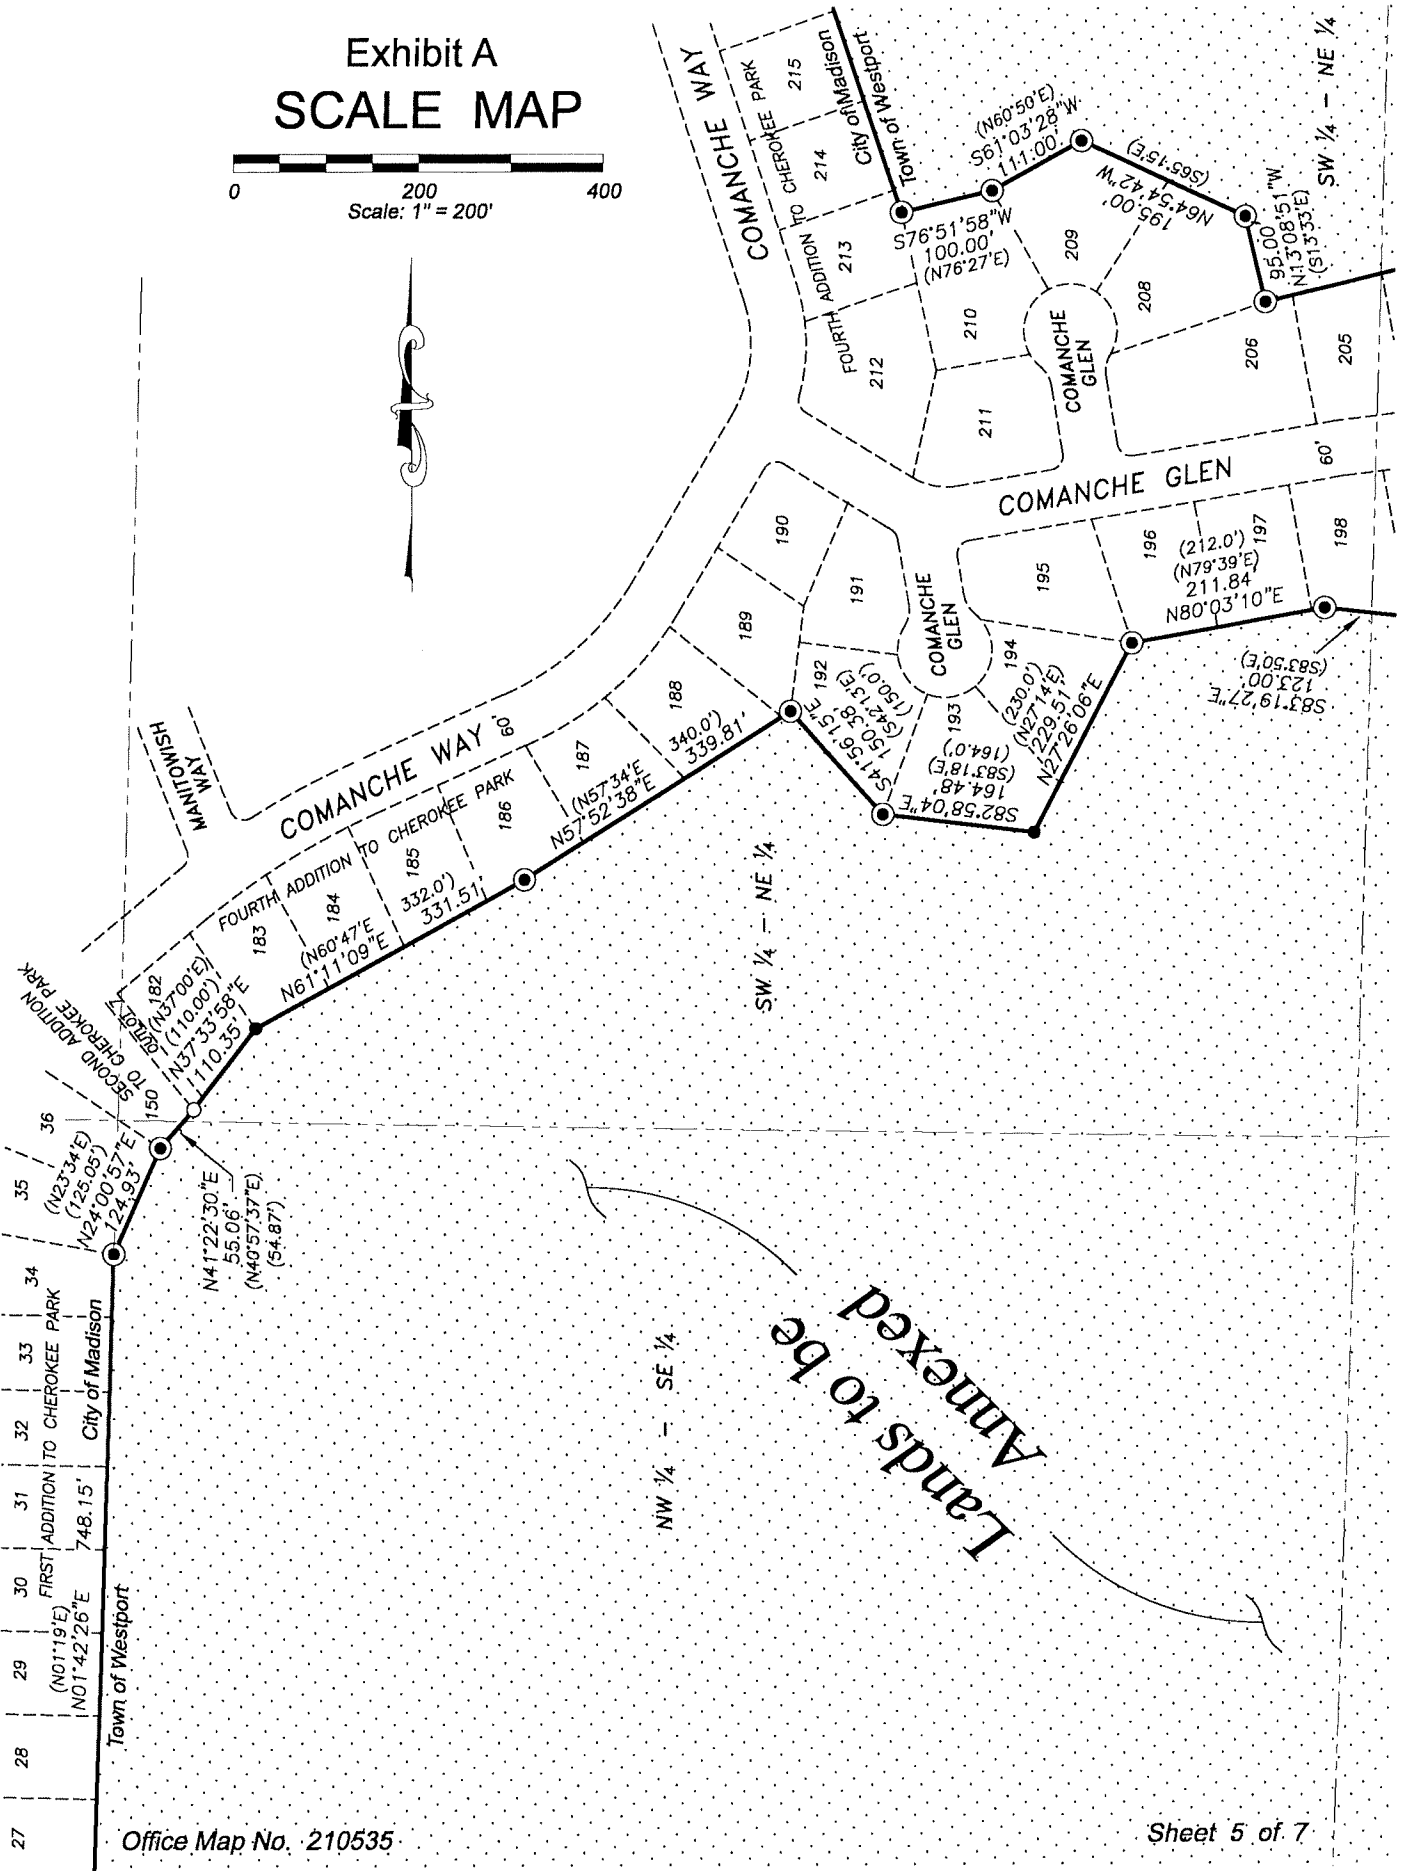 Exhibit A
SCALE MAP
0 200 400
Scale: 1" = 200'
COMANCHE WAY
FOURTH ADDITION TO CHEROKEE PARK
215
214
213
212
City of Madison
Town of Westport
S76°51'58"W
100.00'
(N76°27'E)
(N60°50'E)
S61°03'28"W
111.00'
(S65°15'E)
N64°54'42"W
195.00'
95.00'
N13°08'51"W
(S13°33'E)
SW ¼ - NE ¼
209
208
210
211
206
205
COMANCHE
GLEN
COMANCHE GLEN
60'
190
191
189
188
192
COMANCHE
GLEN
193
194
195
196
197
198
(212.0')
(N79°39'E)
211.84'
N80°03'10"E
(S83°50'E)
123.00'
S83°19'27"E
(230.0')
(N27°14'E)
229.51'
N27°26'06"E
(164.0')
(S83°18'E)
164.48'
S82°58'04"E
S41°56'15"E
150.38'
(S42°13'E)
(150.0')
MANITOWISH
WAY
COMANCHE WAY
60'
FOURTH ADDITION TO CHEROKEE PARK
187
186
185
184
183
182
(N57°34'E 340.0')
N57°52'38"E 339.81'
(N60°47'E 332.0')
N61°11'09"E 331.51'
SW ¼ - NE ¼
SECOND ADDITION
TO CHEROKEE PARK
OUTLOT
150
(N37°00'E)
(110.00')
N37°33'58"E
110.35'
36
35
(N23°34'E)
(125.05')
N24°00'57"E
124.93'
N41°22'30"E
55.06'
(N40°57'37"E)
(54.87')
34
33
32
31
30
29
28
27
FIRST ADDITION TO CHEROKEE PARK
City of Madison
(N01°19'E)
N01°42'26"E 748.15'
Town of Westport
NW ¼ - SE ¼
Lands to be
Annexed
Office Map No. 210535
Sheet 5 of 7